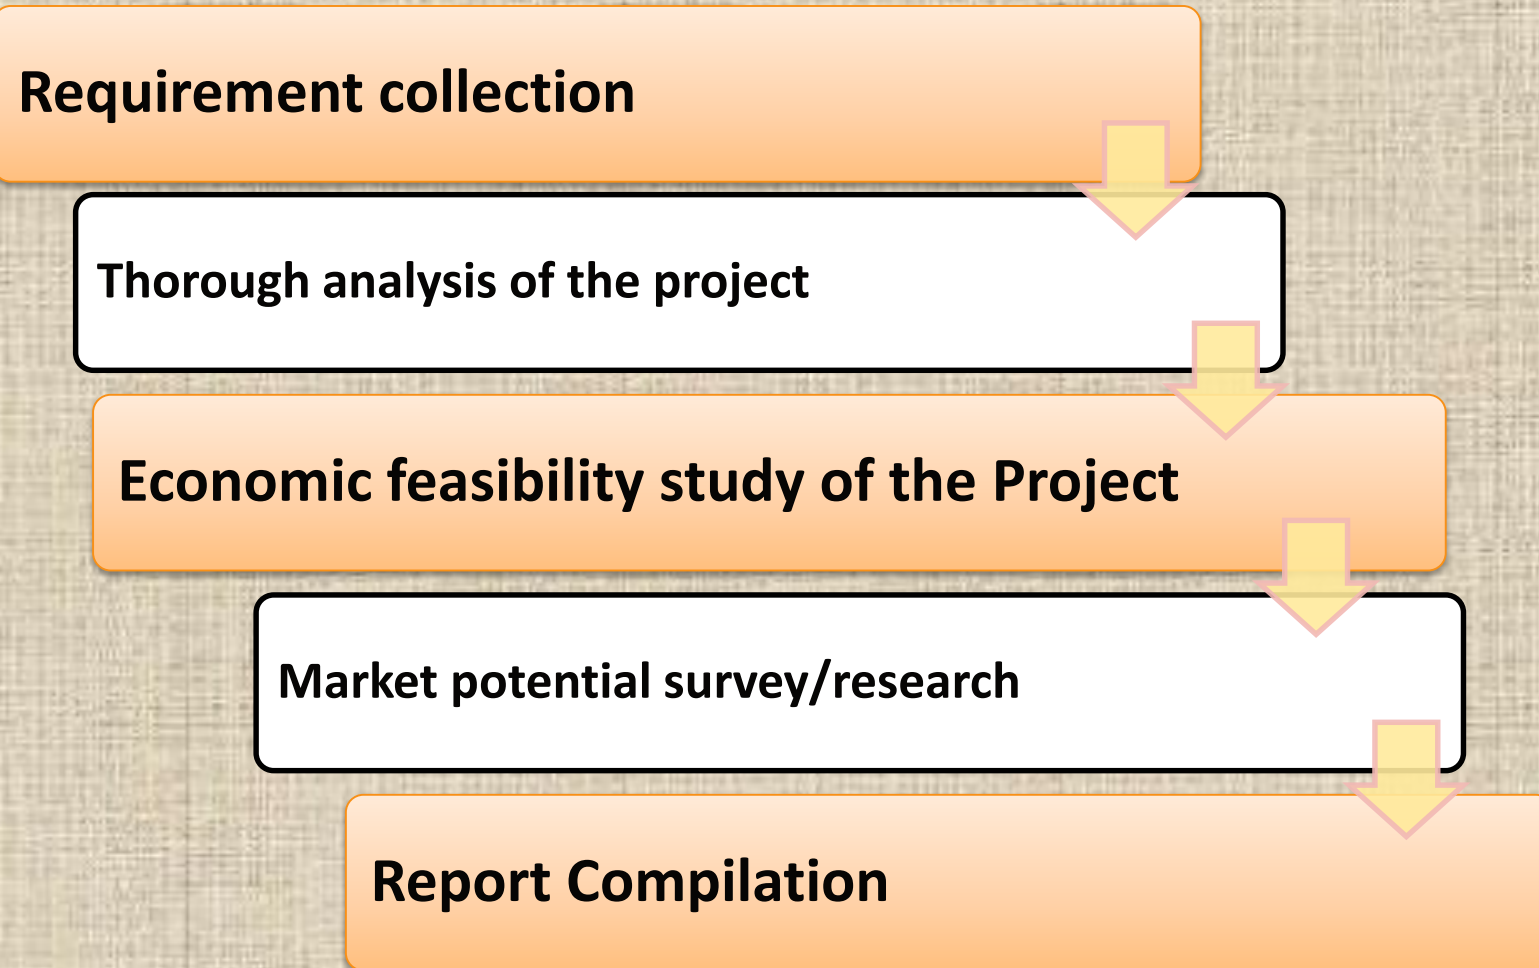 Requirement collection
Thorough analysis of the project
Economic feasibility study of the Project
Market potential survey/research
Report Compilation